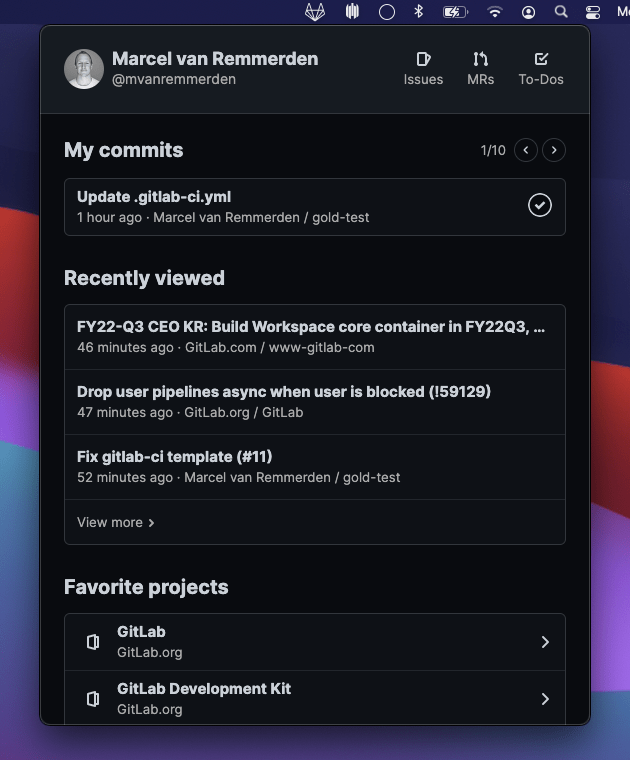 Marcel van Remmerden
@mvanremmerden
Issues
MRs
To-Dos
My commits
1/10
Update .gitlab-ci.yml
1 hour ago · Marcel van Remmerden / gold-test
Recently viewed
FY22-Q3 CEO KR: Build Workspace core container in FY22Q3, ...
46 minutes ago · GitLab.com / www-gitlab-com
Drop user pipelines async when user is blocked (!59129)
47 minutes ago · GitLab.org / GitLab
Fix gitlab-ci template (#11)
52 minutes ago · Marcel van Remmerden / gold-test
View more
Favorite projects
GitLab
GitLab.org
GitLab Development Kit
GitLab.org